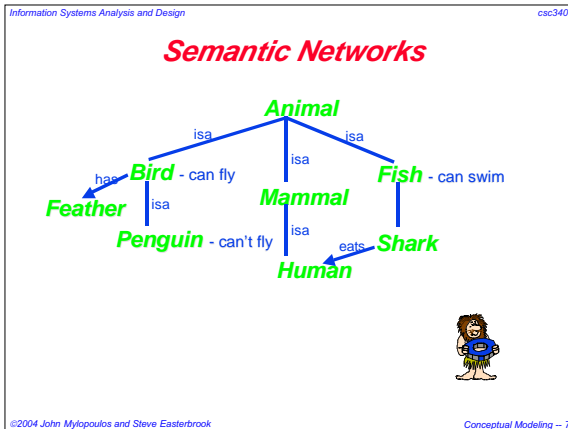 Information Systems Analysis and Design csc340
Semantic Networks
Animal
isa isa
isa
Bird - can fly Fish - can swim
has
Mammal
Feather isa
isa
Penguin - can't fly eats Shark
Human
©2004 John Mylopoulos and Steve Easterbrook Conceptual Modeling -- 7